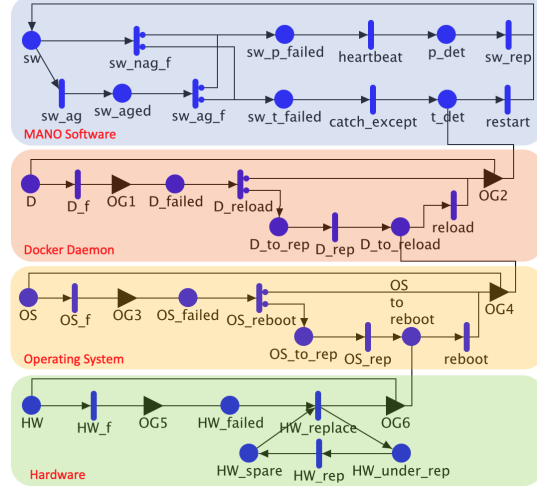 sw
sw_nag_f
sw_p_failed
heartbeat
p_det
sw_rep
sw_ag
sw_aged
sw_ag_f
sw_t_failed
catch_except
t_det
restart
MANO Software
D
D_f
OG1
D_failed
D_reload
OG2
D_to_rep
D_rep
D_to_reload
reload
Docker Daemon
OS
OS_f
OG3
OS_failed
OS_reboot
OS
to
reboot
OG4
OS_to_rep
OS_rep
reboot
Operating System
HW
HW_f
OG5
HW_failed
HW_replace
OG6
HW_spare
HW_rep
HW_under_rep
Hardware